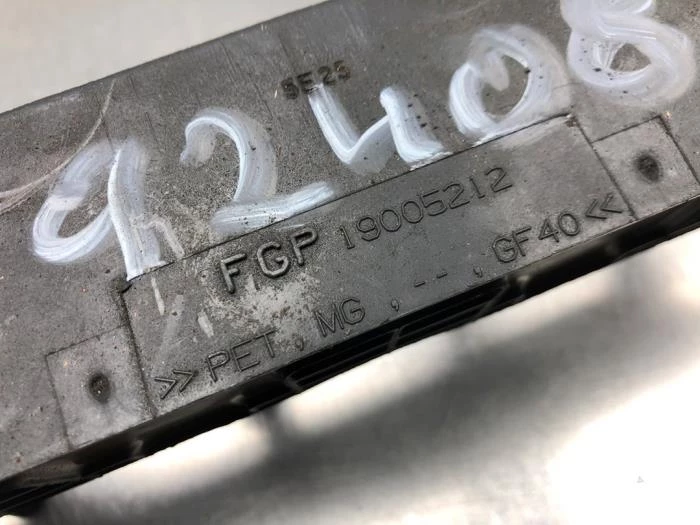 5E25
92408
FGP 19005212
>> PET , MG , -- , GF40 <<